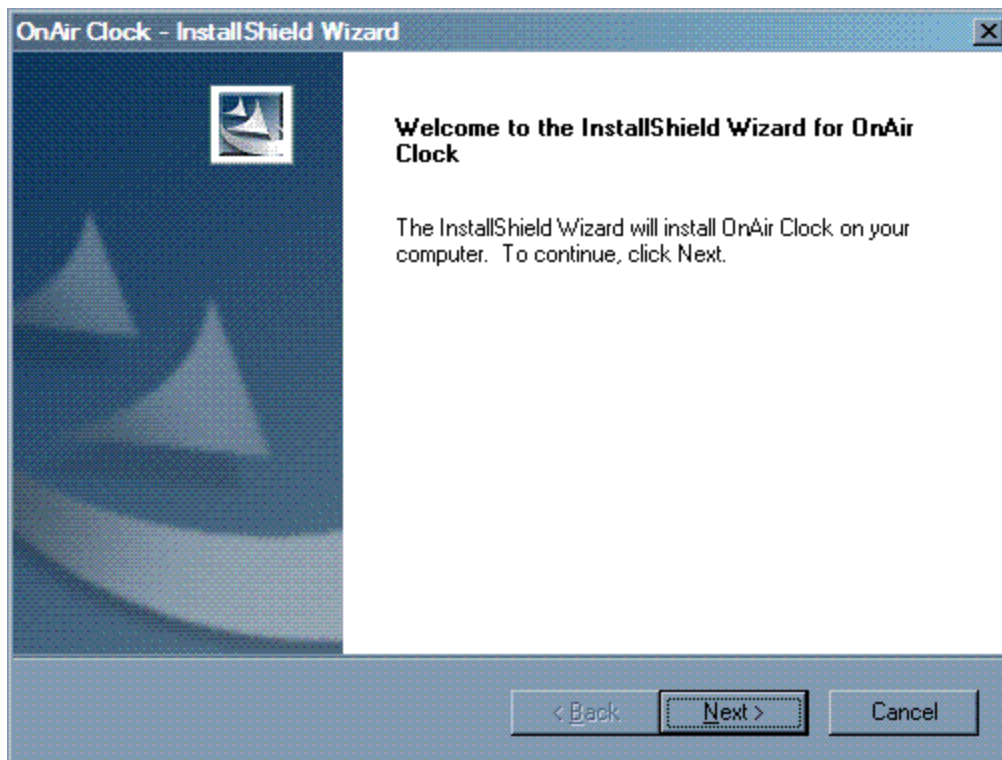 OnAir Clock - InstallShield Wizard
Welcome to the InstallShield Wizard for OnAir
Clock
The InstallShield Wizard will install OnAir Clock on your
computer.  To continue, click Next.
< Back
Next >
Cancel